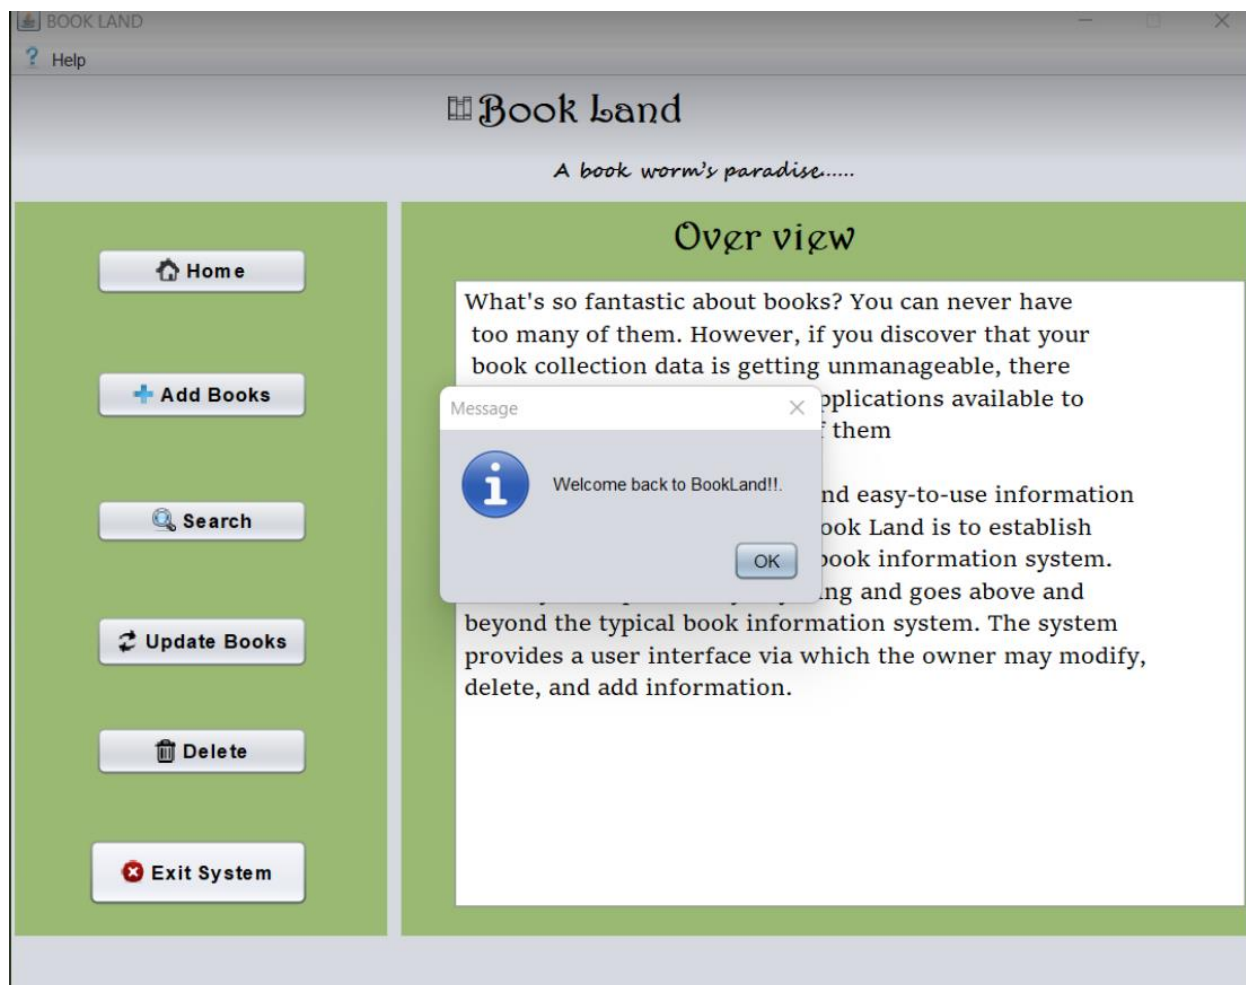 BOOK LAND
Help
Book Land
A book worm's paradise......
Home
Add Books
Search
Update Books
Delete
Exit System
Over view
What's so fantastic about books? You can never have
too many of them. However, if you discover that your
book collection data is getting unmanageable, there
pplications available to
them
nd easy-to-use information
ook Land is to establish
book information system.
ng and goes above and
beyond the typical book information system. The system
provides a user interface via which the owner may modify,
delete, and add information.
Message
Welcome back to BookLand!!.
OK